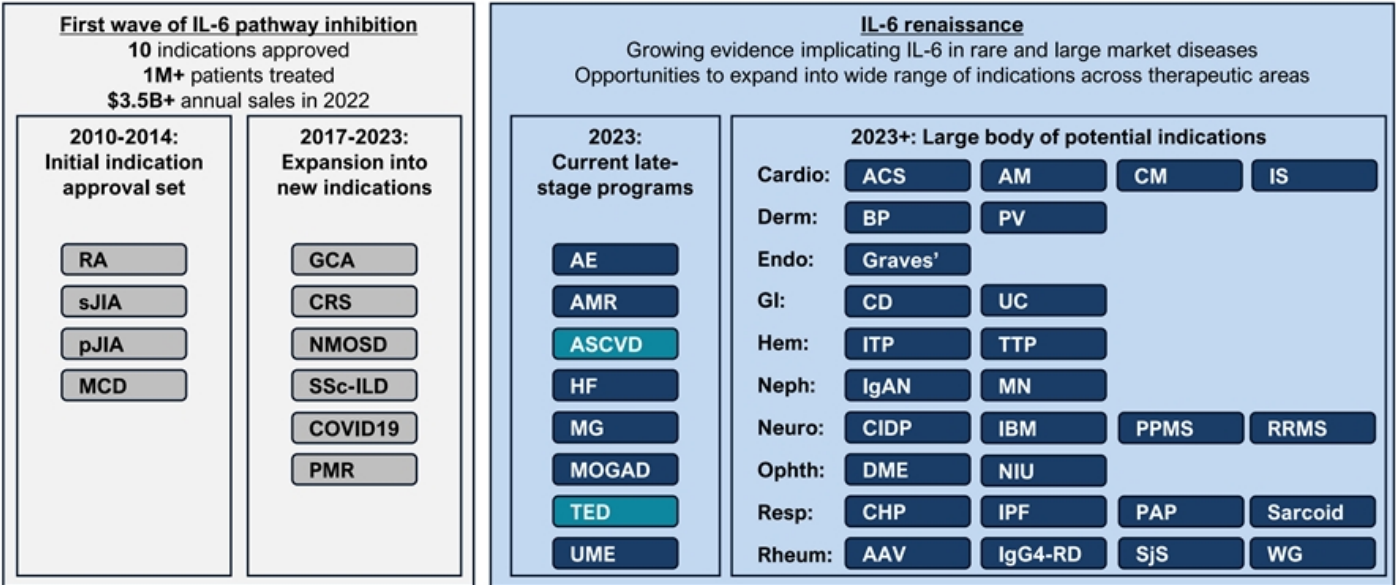 First wave of IL-6 pathway inhibition
10 indications approved
1M+ patients treated
$3.5B+ annual sales in 2022
2010-2014:
Initial indication
approval set
RA
sJIA
pJIA
MCD
2017-2023:
Expansion into
new indications
GCA
CRS
NMOSD
SSc-ILD
COVID19
PMR
IL-6 renaissance
Growing evidence implicating IL-6 in rare and large market diseases
Opportunities to expand into wide range of indications across therapeutic areas
2023:
Current late-
stage programs
AE
AMR
ASCVD
HF
MG
MOGAD
TED
UME
2023+: Large body of potential indications
Cardio: ACS AM CM IS
Derm: BP PV
Endo: Graves’
GI: CD UC
Hem: ITP TTP
Neph: IgAN MN
Neuro: CIDP IBM PPMS RRMS
Ophth: DME NIU
Resp: CHP IPF PAP Sarcoid
Rheum: AAV IgG4-RD SjS WG